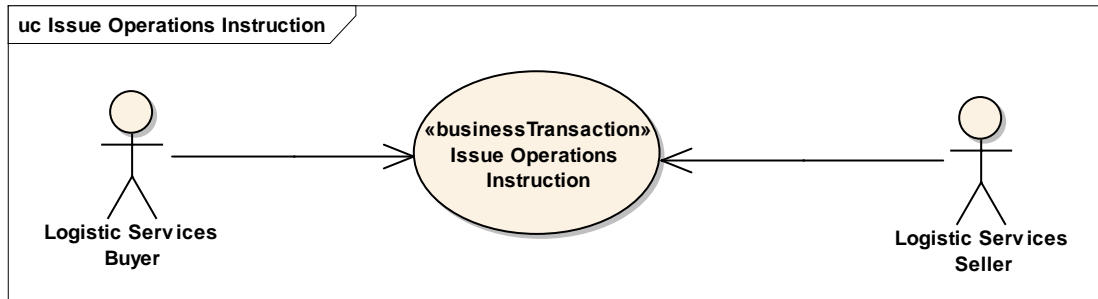 uc Issue Operations Instruction
«businessTransaction»
Issue Operations
Instruction
Logistic Services
Buyer
Logistic Services
Seller